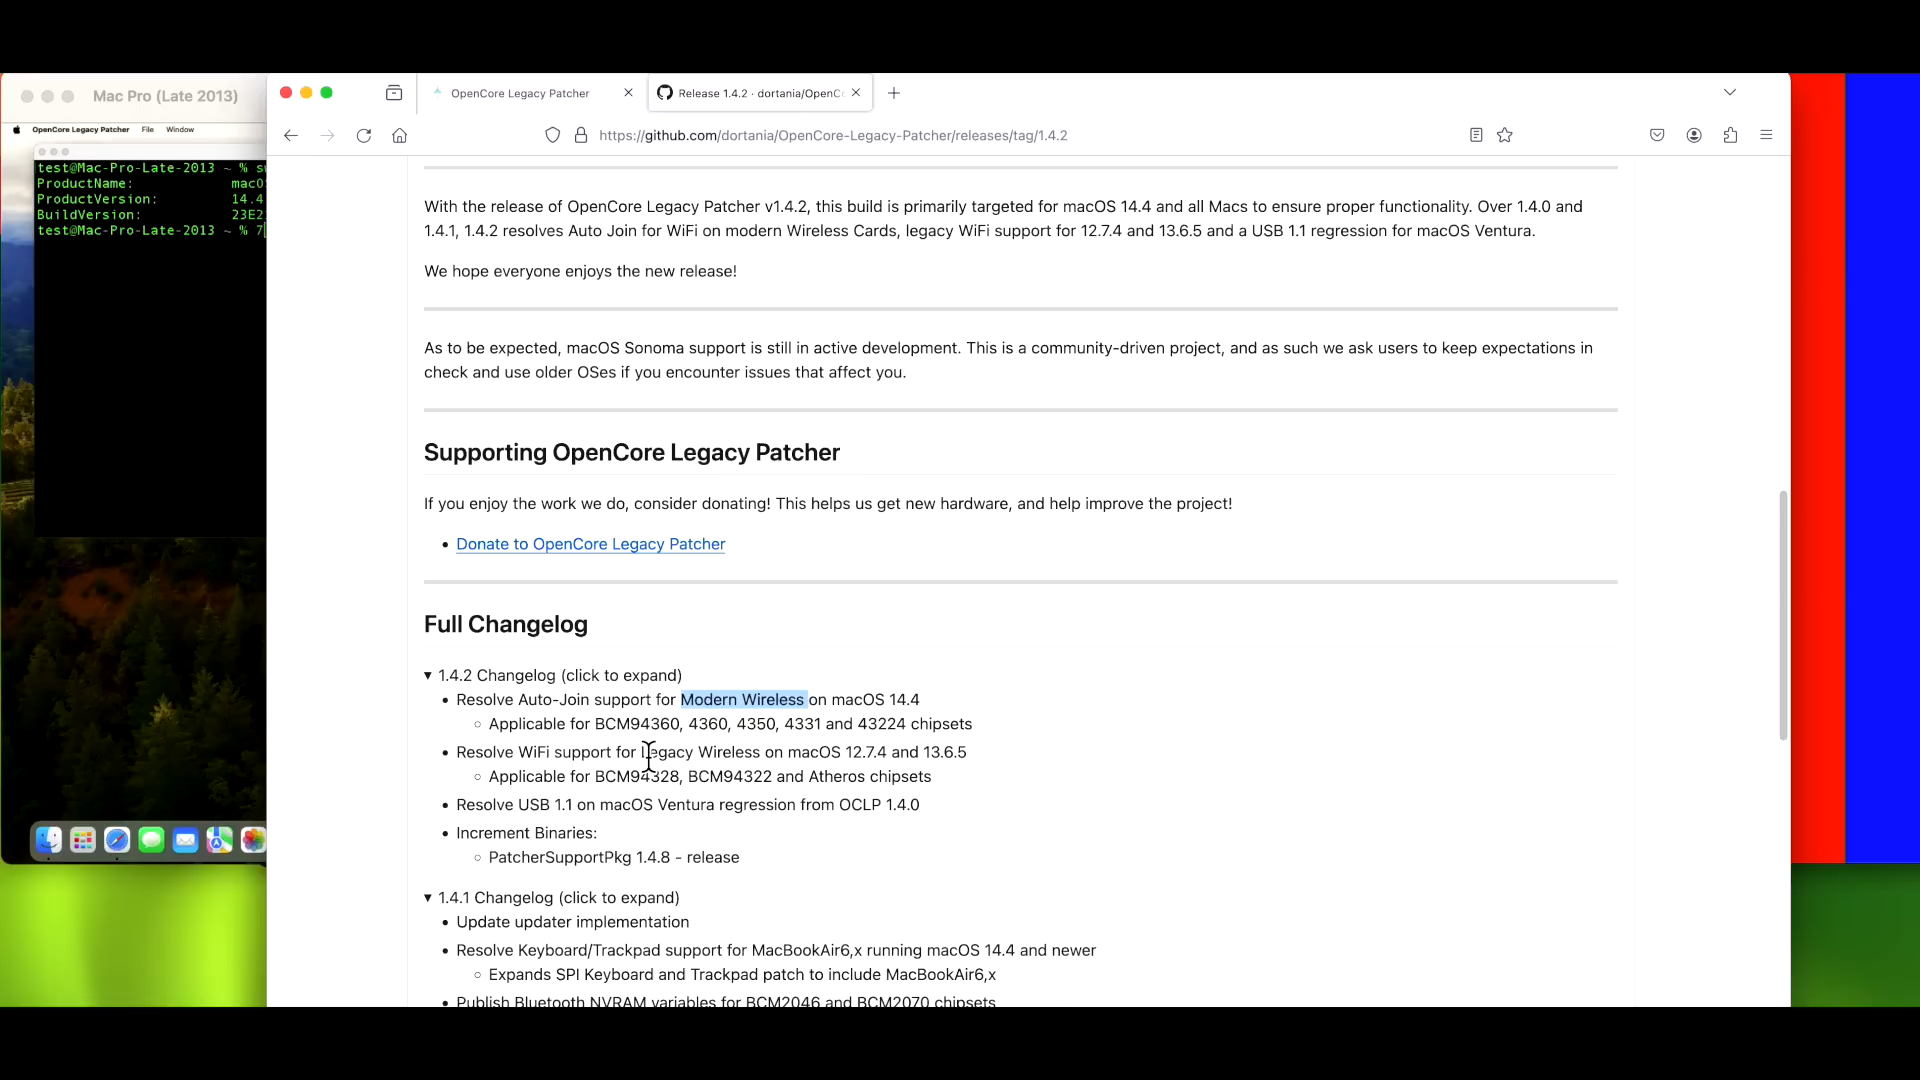 Mac Pro (Late 2013)
OpenCore Legacy Patcher File Window
test@Mac-Pro-Late-2013 ~ %
ProductName:
ProductVersion: 14.4
BuildVersion:
test@Mac-Pro-Late-2013 ~ % 7
OpenCore Legacy Patcher
Release 1.4.2 · dortania/OpenC
https://github.com/dortania/OpenCore-Legacy-Patcher/releases/tag/1.4.2
With the release of OpenCore Legacy Patcher v1.4.2, this build is primarily targeted for macOS 14.4 and all Macs to ensure proper functionality. Over 1.4.0 and
1.4.1, 1.4.2 resolves Auto Join for WiFi on modern Wireless Cards, legacy WiFi support for 12.7.4 and 13.6.5 and a USB 1.1 regression for macOS Ventura.
We hope everyone enjoys the new release!
As to be expected, macOS Sonoma support is still in active development. This is a community-driven project, and as such we ask users to keep expectations in
check and use older OSes if you encounter issues that affect you.
Supporting OpenCore Legacy Patcher
If you enjoy the work we do, consider donating! This helps us get new hardware, and help improve the project!
• Donate to OpenCore Legacy Patcher
Full Changelog
▼ 1.4.2 Changelog (click to expand)
• Resolve Auto-Join support for Modern Wireless on macOS 14.4
◦ Applicable for BCM94360, 4360, 4350, 4331 and 43224 chipsets
• Resolve WiFi support for Legacy Wireless on macOS 12.7.4 and 13.6.5
◦ Applicable for BCM94328, BCM94322 and Atheros chipsets
• Resolve USB 1.1 on macOS Ventura regression from OCLP 1.4.0
• Increment Binaries:
◦ PatcherSupportPkg 1.4.8 - release
▼ 1.4.1 Changelog (click to expand)
• Update updater implementation
• Resolve Keyboard/Trackpad support for MacBookAir6,x running macOS 14.4 and newer
◦ Expands SPI Keyboard and Trackpad patch to include MacBookAir6,x
• Publish Bluetooth NVRAM variables for BCM2046 and BCM2070 chipsets